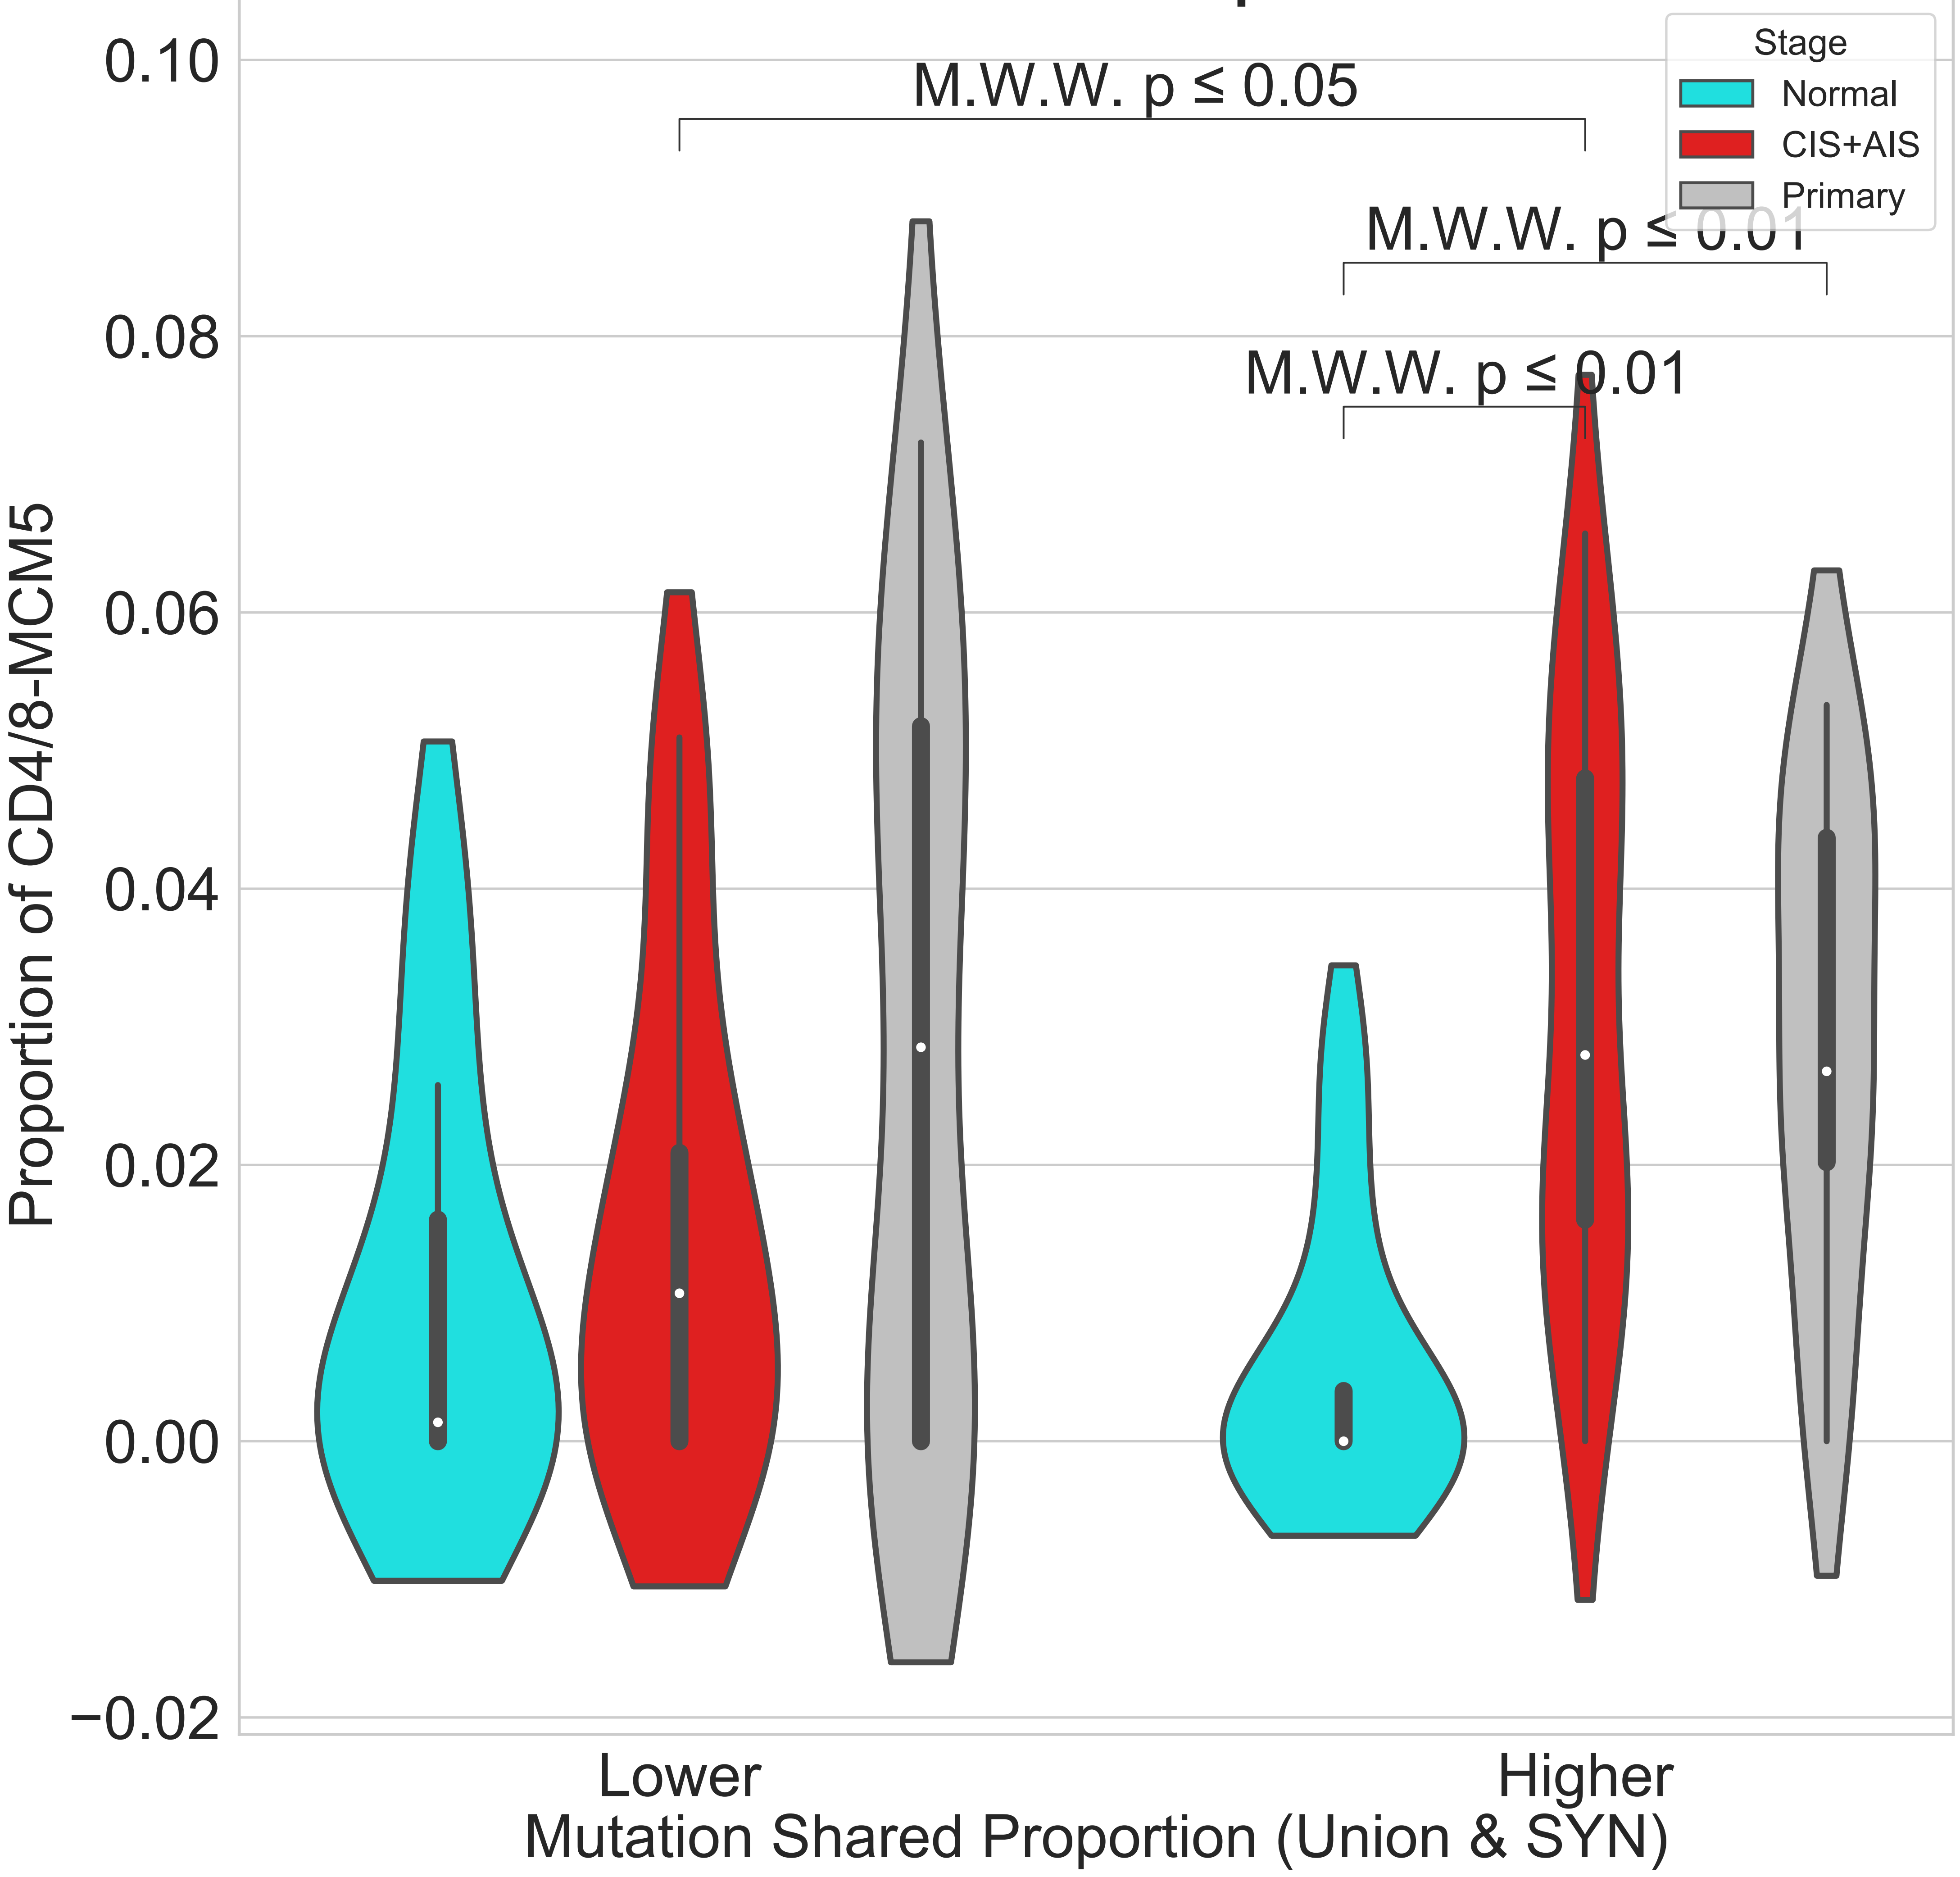 0.10
0.08
0.06
0.04
0.02
0.00
−0.02
Proportion of CD4/8-MCM5
M.W.W. p ≤ 0.05
M.W.W. p ≤ 0.01
M.W.W. p ≤ 0.01
Stage
Normal
CIS+AIS
Primary
Lower
Higher
Mutation Shared Proportion (Union & SYN)